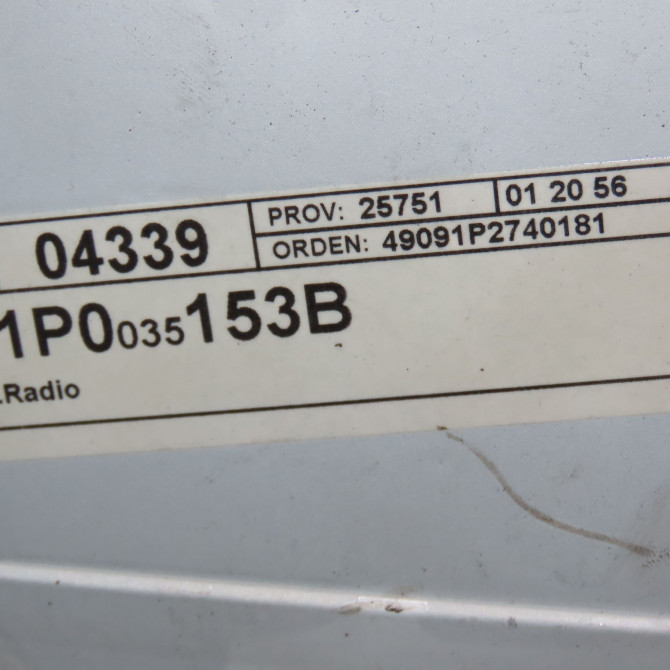 04339 PROV: 25751 01 20 56
ORDEN: 49091P2740181
1P0035153B
.Radio